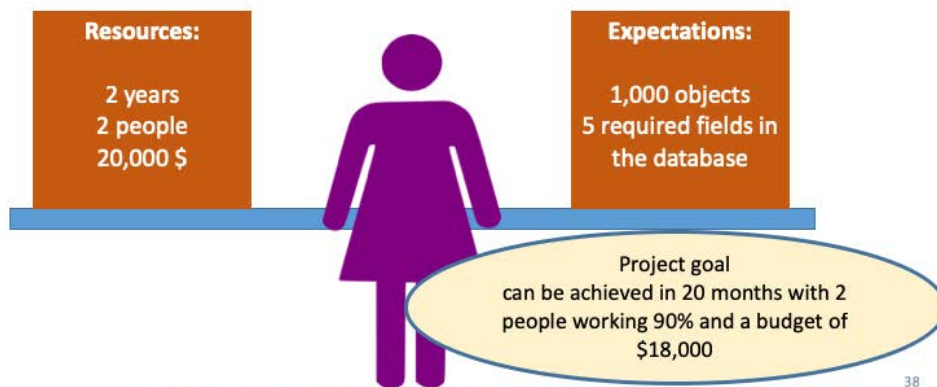 Resources:
2 years
2 people
20,000 $
Expectations:
1,000 objects
5 required fields in
the database
Project goal
can be achieved in 20 months with 2
people working 90% and a budget of
$18,000
38